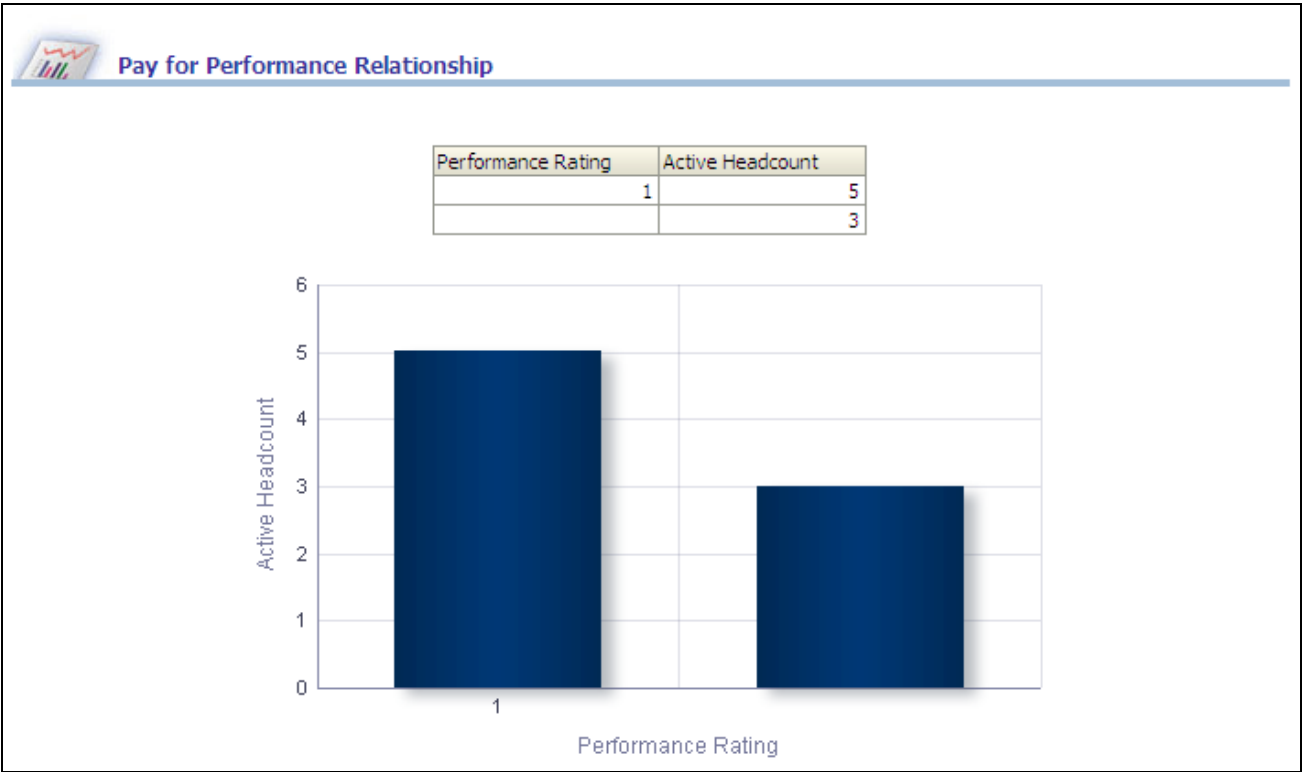 Pay for Performance Relationship
Performance Rating Active Headcount
1 5
3
6
5
4
3
2
1
0
Active Headcount
1
Performance Rating